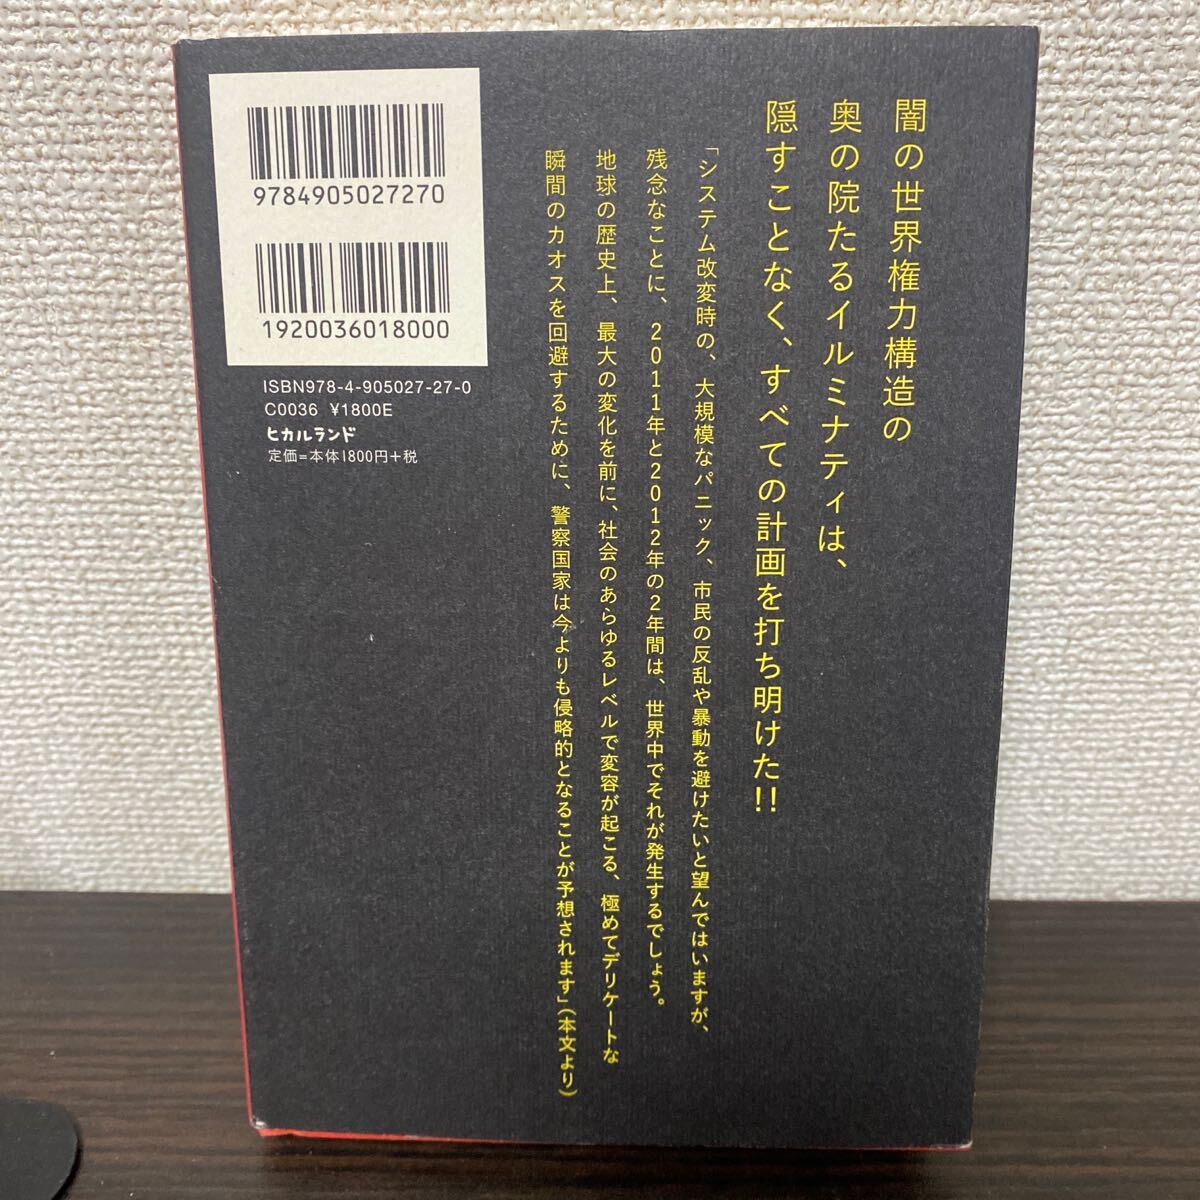 闇の世界権力構造の
奥の院たるイルミナティは、
隠すことなく、すべての計画を打ち明けた!!
「システム改変時の、大規模なパニック、市民の反乱や暴動を避けたいと望んではいますが、
残念なことに、2011年と2012年の2年間は、世界中でそれが発生するでしょう。
地球の歴史上、最大の変化を前に、社会のあらゆるレベルで変容が起こる、極めてデリケートな
瞬間のカオスを回避するために、警察国家は今よりも侵略的となることが予想されます」(本文より)
9784905027270
1920036018000
ISBN978-4-905027-27-0
C0036 ¥1800E
ヒカルランド
定価=本体1800円+税